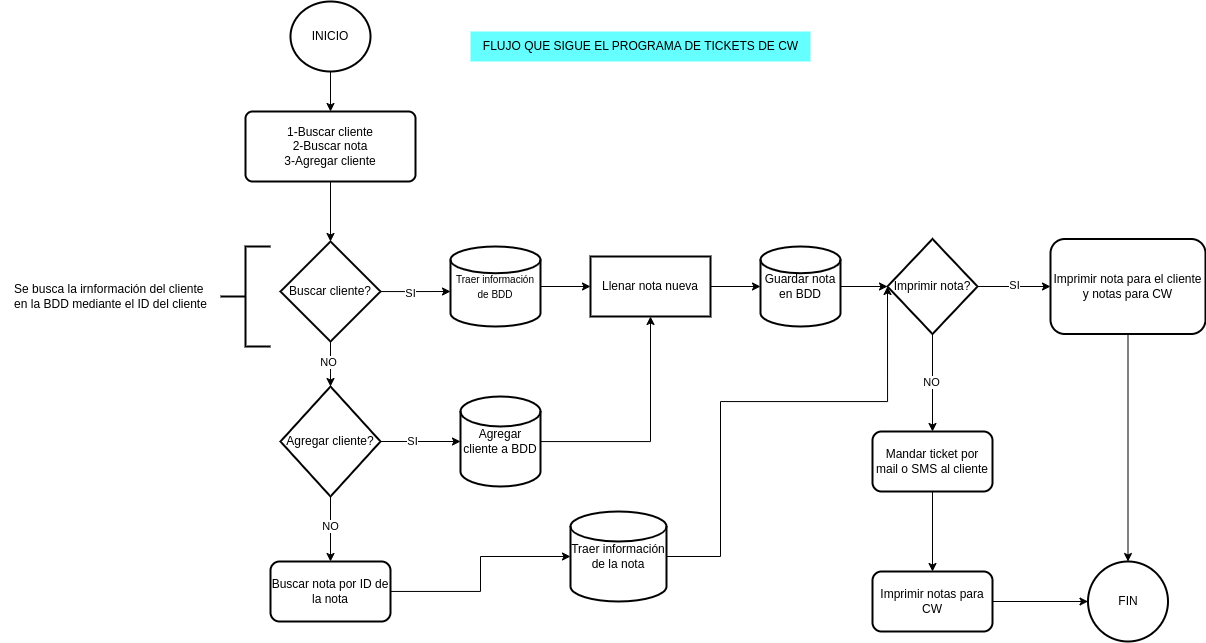 INICIO
FLUJO QUE SIGUE EL PROGRAMA DE TICKETS DE CW
1-Buscar cliente
2-Buscar nota
3-Agregar cliente
Se busca la irnformación del cliente
en la BDD mediante el ID del cliente
Buscar cliente?
SI
Traer información
de BDD
Llenar nota nueva
Guardar nota
en BDD
Imprimir nota?
SI
Imprimir nota para el cliente
y notas para CW
NO
Agregar cliente?
SI
Agregar
cliente a BDD
NO
Mandar ticket por
mail o SMS al cliente
NO
Buscar nota por ID de
la nota
Traer información
de la nota
Imprimir notas para
CW
FIN